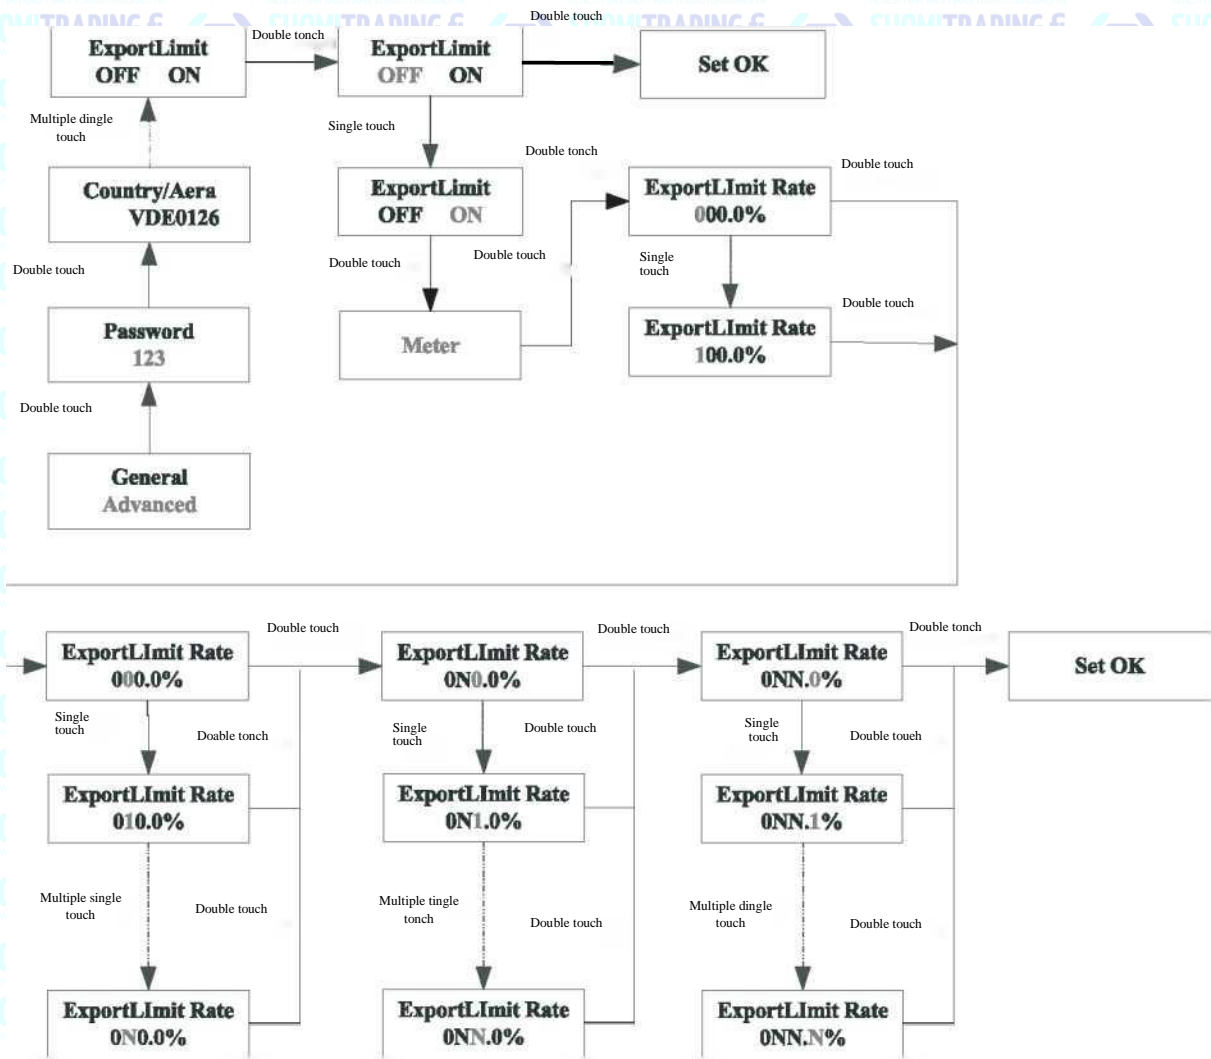 SUOMITRADING.fi
Double touch
ExportLimit
OFF ON
Double tonch
ExportLimit
OFF ON
Set OK
Multiple dingle
touch
Single touch
Double tonch
Double touch
Country/Aera
VDE0126
ExportLimit
OFF ON
ExportLImit Rate
000.0%
Double touch
Double touch
Double touch
Single
touch
Double touch
Password
123
Meter
ExportLImit Rate
100.0%
Double touch
General
Advanced
Double touch
Double touch
Double tonch
ExportLImit Rate
000.0%
ExportLImit Rate
0N0.0%
ExportLImit Rate
0NN.0%
Set OK
Single
touch
Doable tonch
Single
touch
Double touch
Single
touch
Double toueh
ExportLImit Rate
010.0%
ExportLImit Rate
0N1.0%
ExportLImit Rate
0NN.1%
Multiple single
touch
Double touch
Multiple tingle
tonch
Double touch
Multiple dingle
touch
Double touch
ExportLImit Rate
0N0.0%
ExportLImit Rate
0NN.0%
ExportLImit Rate
0NN.N%